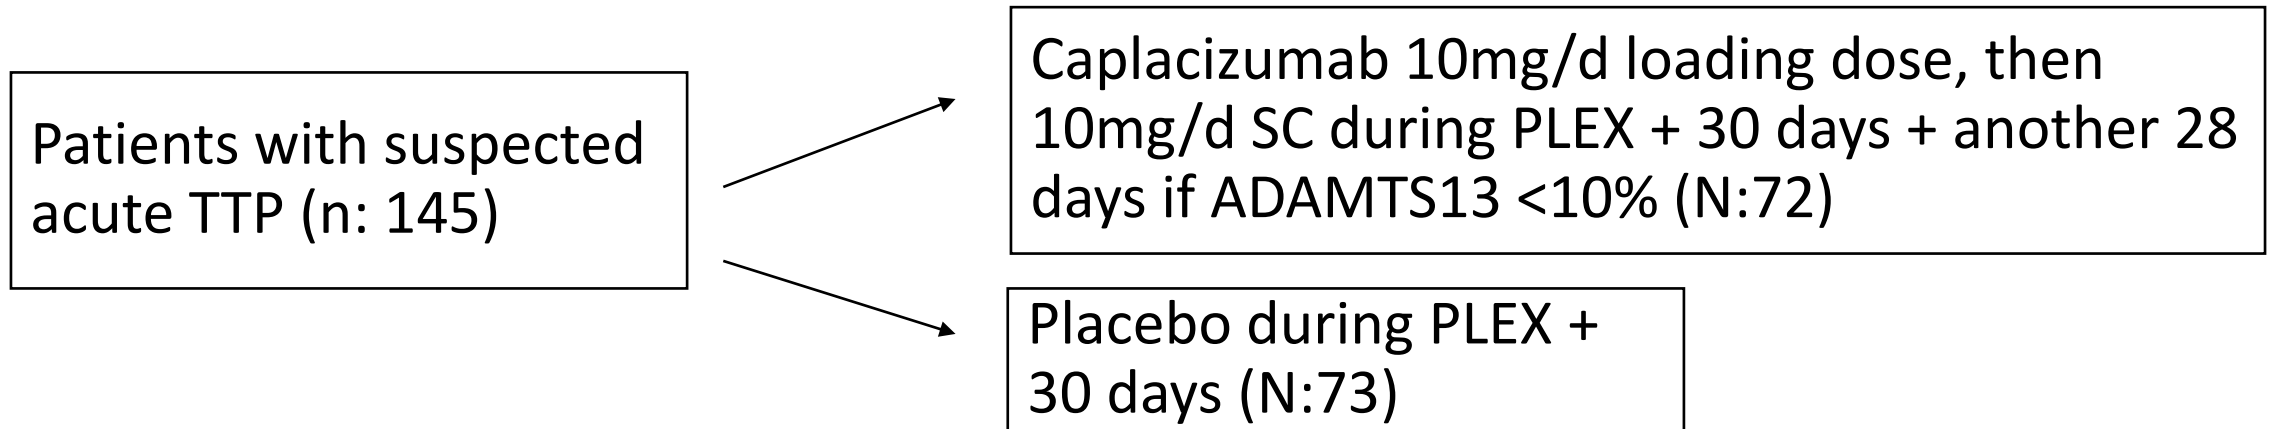 Patients with suspected
acute TTP (n: 145)
Caplacizumab 10mg/d loading dose, then
10mg/d SC during PLEX + 30 days + another 28
days if ADAMTS13 <10% (N:72)
Placebo during PLEX +
30 days (N:73)